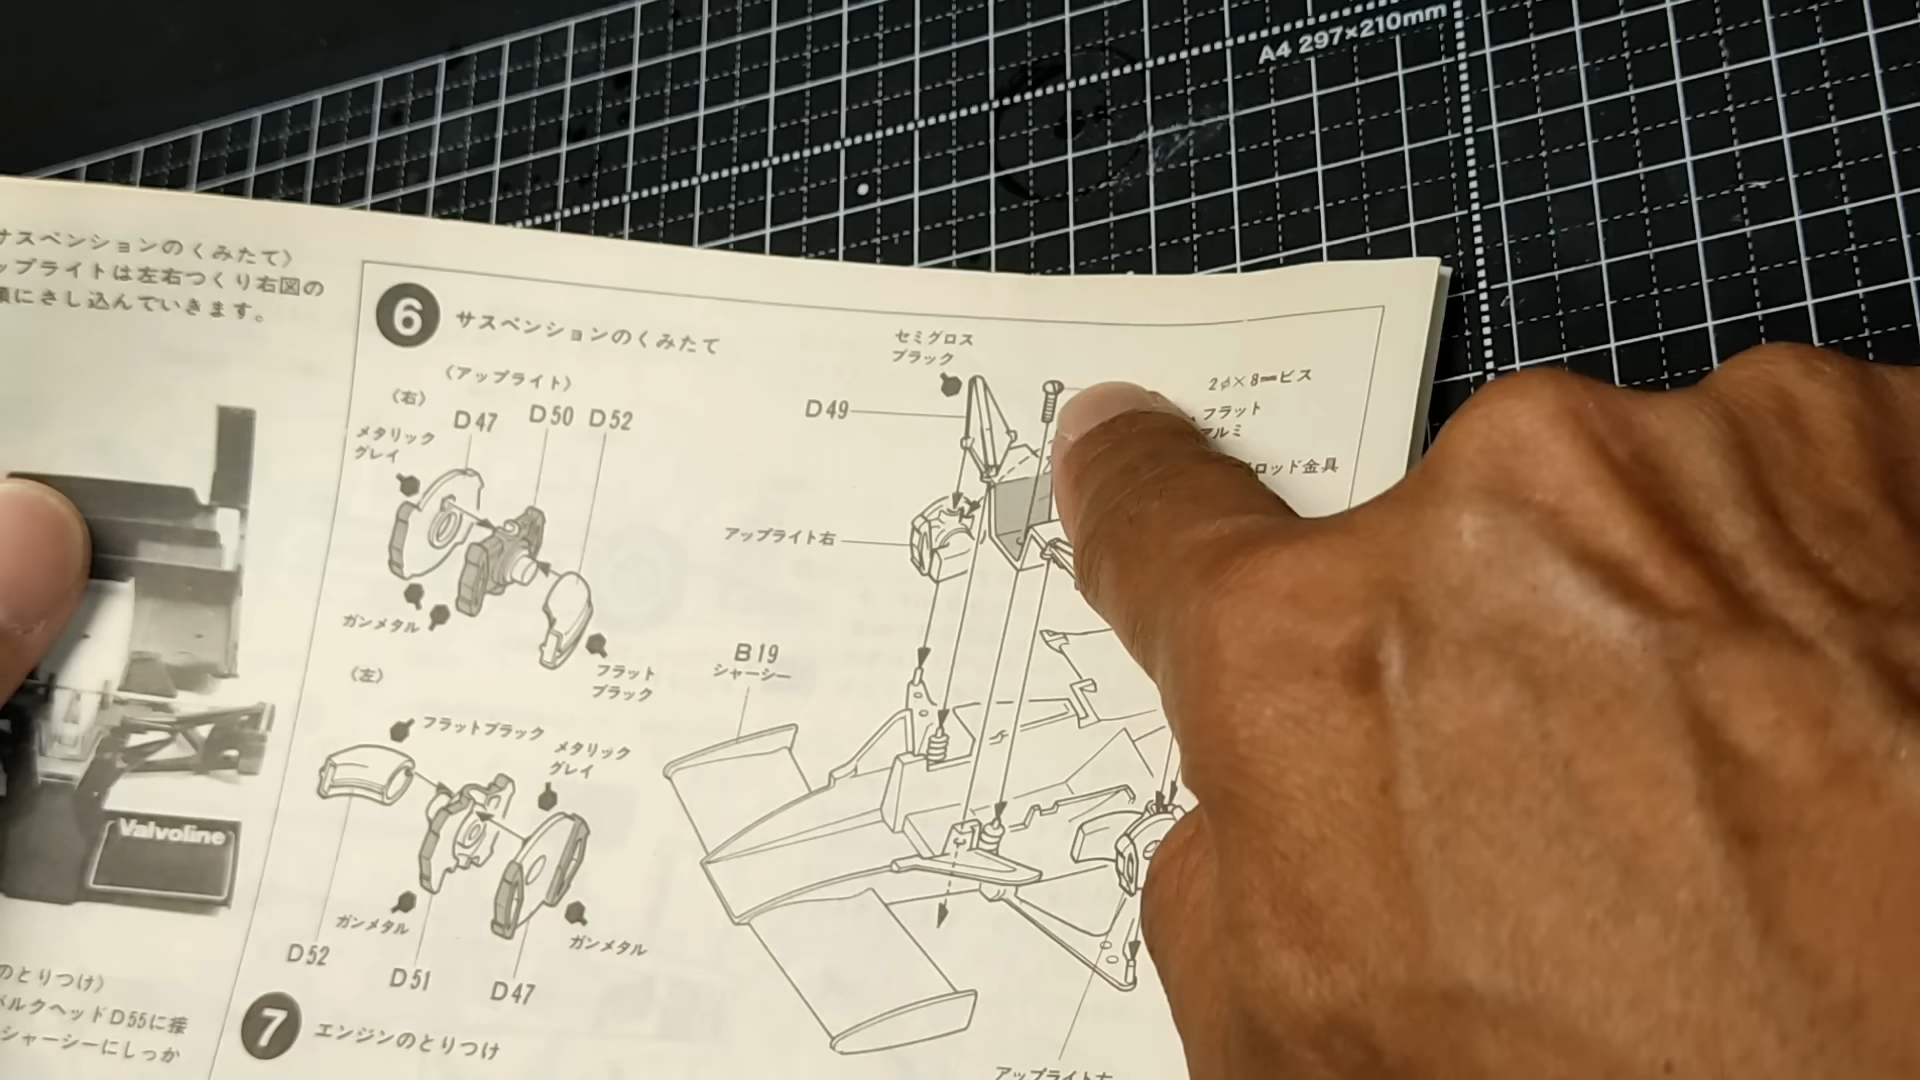 A4 297×210mm
サスペンションのくみたて〉
ップライトは左右つくり右図の
にさし込んでいきます。
Valvoline
のとりつけ〉
ルクヘッドD55に接
シャーシーにしっか
6 サスペンションのくみたて
〈アップライト〉
〈右〉
D47
D50
D52
メタリック
グレイ
ガンメタル
フラット
ブラック
〈左〉
フラットブラック
メタリック
グレイ
ガンメタル
ガンメタル
D52
D51
D47
セミグロス
ブラック
D49
アップライト右
B19
シャーシー
2φ×8㎜ビス
フラット
アルミ
ロッド金具
アップライト
7 エンジンのとりつけ